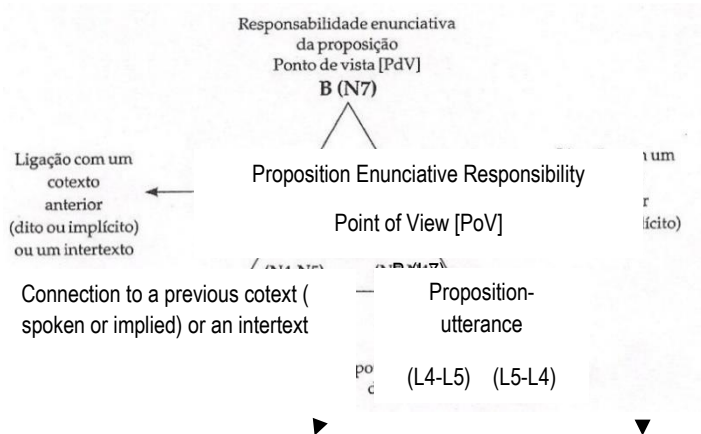 Responsabilidade enunciativa
da proposição
Ponto de vista [PdV]
B (N7)
Ligação com um
cotexto
anterior
(dito ou implícito)
ou um intertexto
um
Proposition Enunciative Responsibility
Point of View [PoV]
ícito)
Connection to a previous cotext (
spoken or implied) or an intertext
Proposition-
utterance
(L4-L5) (L5-L4)